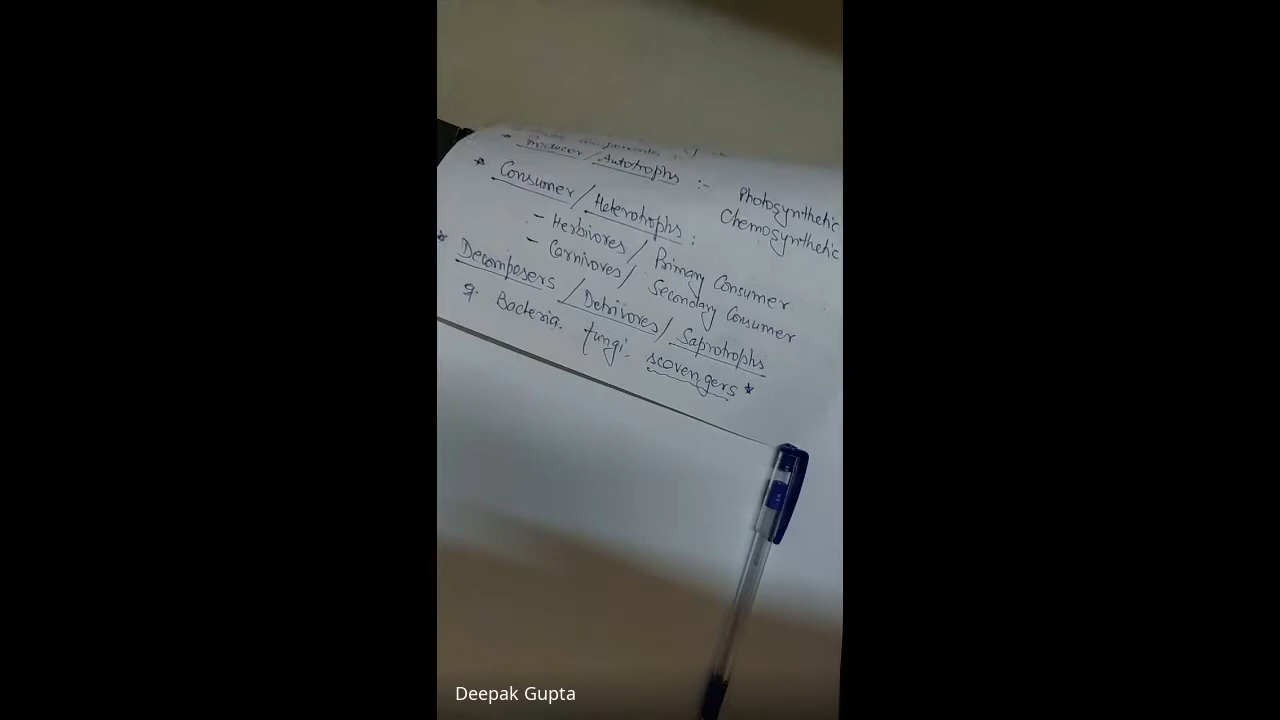 * Producer / Autotrophs :- Photosynthetic
Chemosynthetic
* Consumer / Heterotrophs :
- Herbivores / Primary Consumer
- Carnivores / Secondary Consumer
* Decomposers / Detrivores / Saprotrophs
eg. Bacteria, fungi, scavengers *
Deepak Gupta